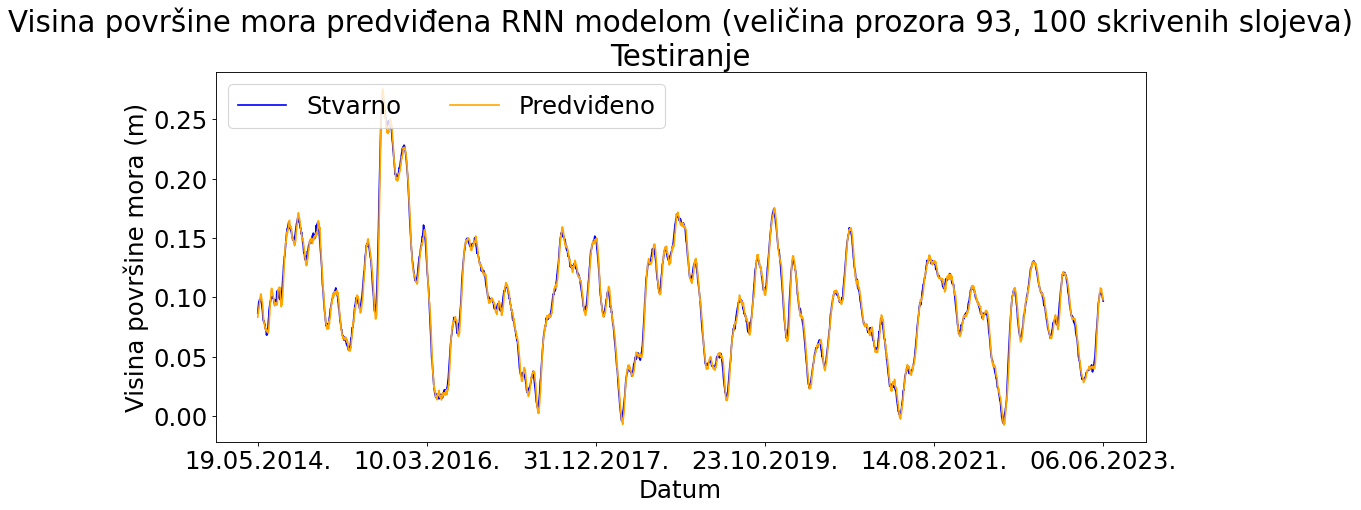 Visina površine mora predviđena RNN modelom (veličina prozora 93, 100 skrivenih slojeva)
Testiranje
Stvarno Predviđeno
Visina površine mora (m)
0.25
0.20
0.15
0.10
0.05
0.00
19.05.2014. 10.03.2016. 31.12.2017. 23.10.2019. 14.08.2021. 06.06.2023.
Datum